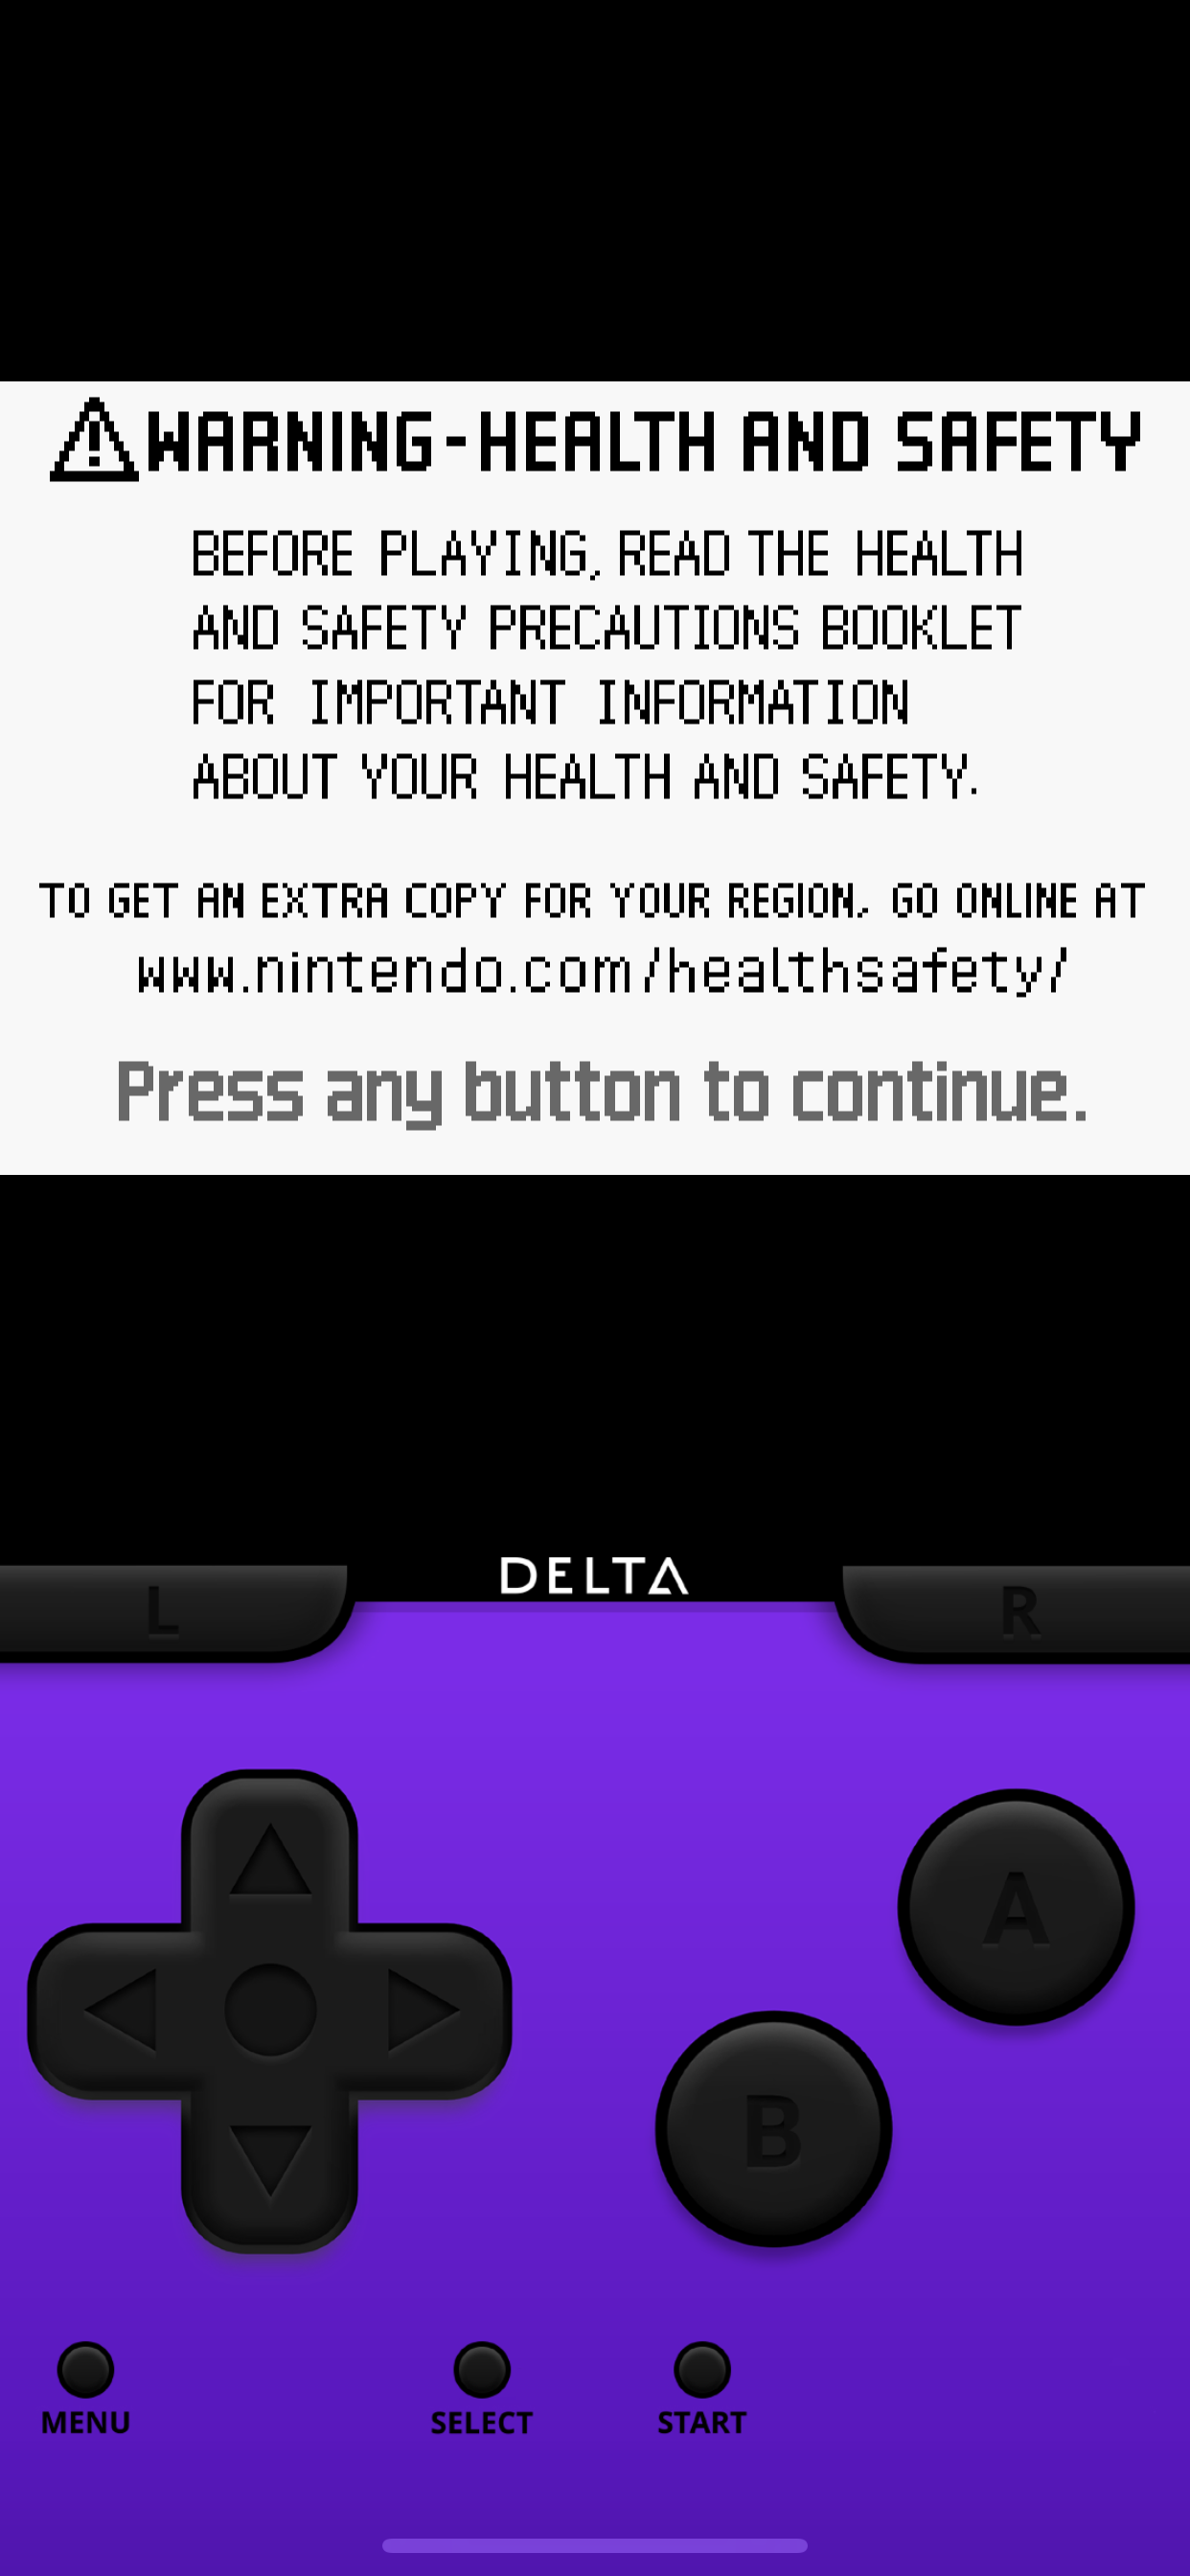 WARNING-HEALTH AND SAFETY
BEFORE PLAYING, READ THE HEALTH
AND SAFETY PRECAUTIONS BOOKLET
FOR IMPORTANT INFORMATION
ABOUT YOUR HEALTH AND SAFETY.
TO GET AN EXTRA COPY FOR YOUR REGION, GO ONLINE AT
www.nintendo.com/healthsafety/
Press any button to continue.
DELTA
L R
A
B
MENU SELECT START